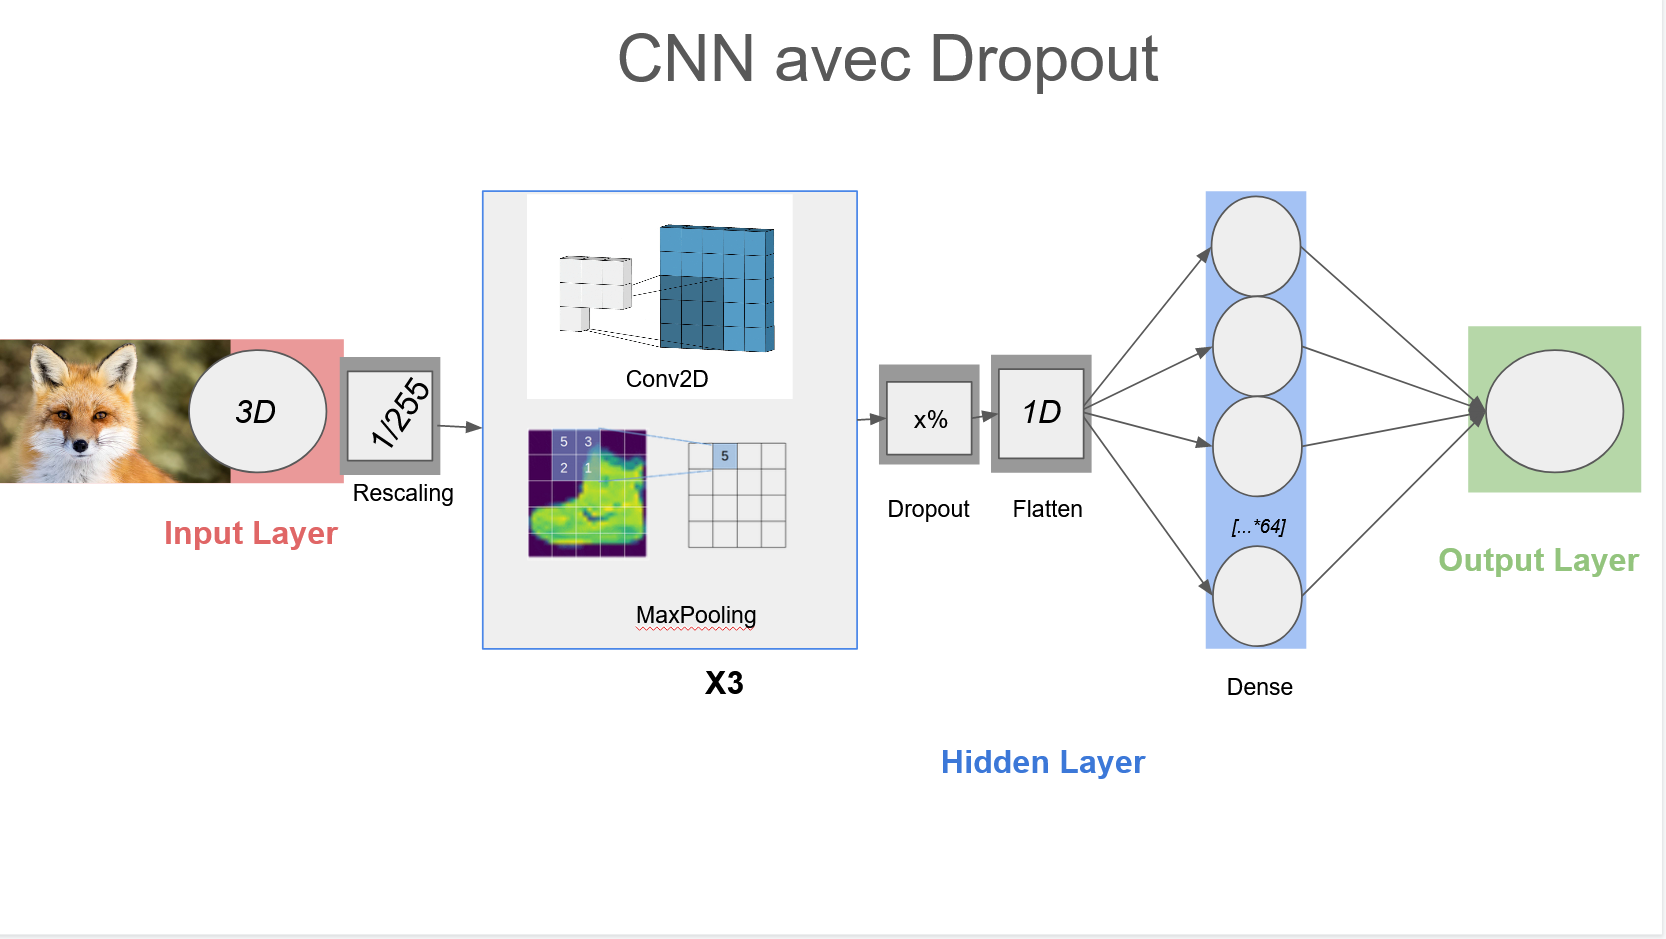 CNN avec Dropout
3D
1/255
Rescaling
Input Layer
Conv2D
5 3
2 1
5
MaxPooling
X3
x%
Dropout
1D
Flatten
[...*64]
Dense
Hidden Layer
Output Layer